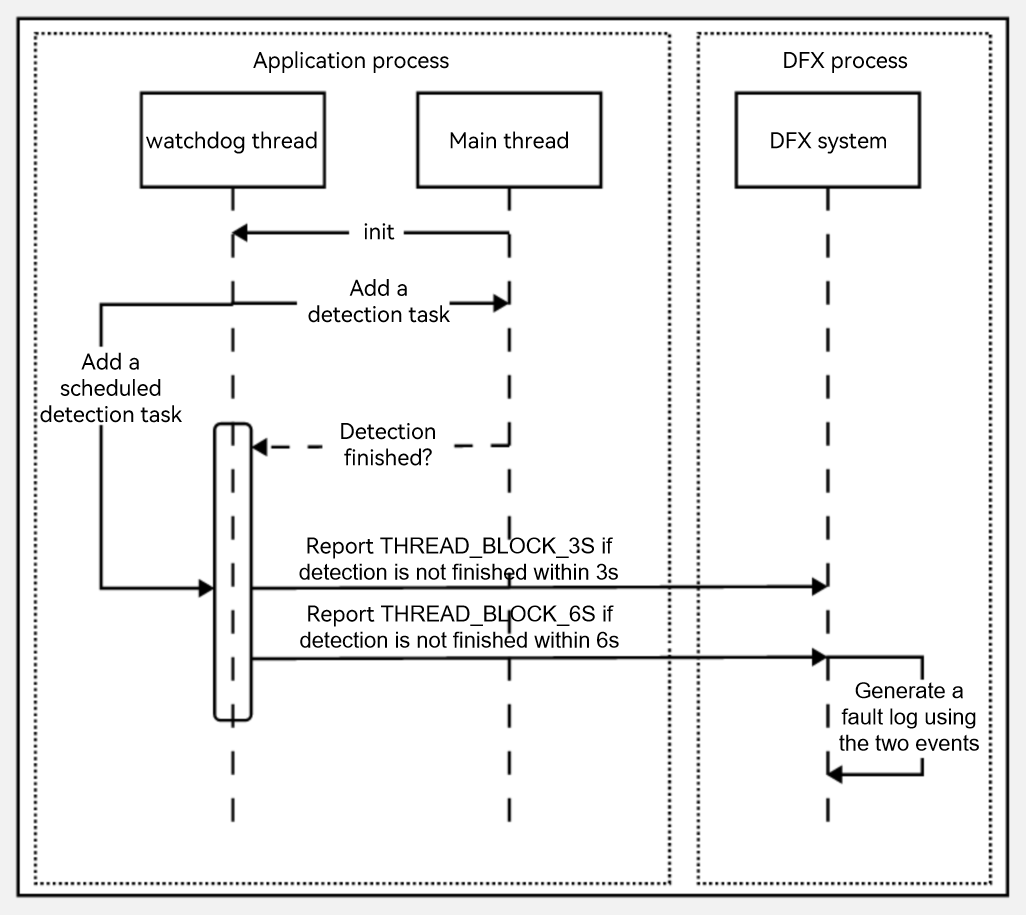 Application process
DFX process
watchdog thread
Main thread
DFX system
init
Add a
detection task
Add a
scheduled
detection task
Detection
finished?
Report THREAD_BLOCK_3S if
detection is not finished within 3s
Report THREAD_BLOCK_6S if
detection is not finished within 6s
Generate a
fault log using
the two events